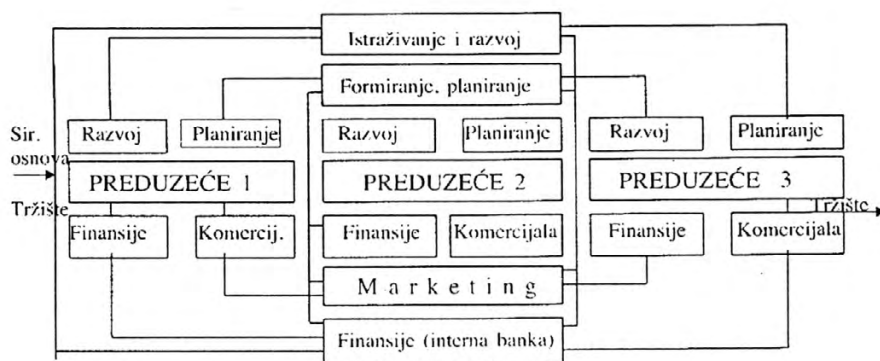 Istraživanje i razvoj
Formiranje, planiranje
Sir.
osnova
Razvoj
Planiranje
Razvoj
Planiranje
Razvoj
Planiranje
PREDUZEĆE 1
PREDUZEĆE 2
PREDUZEĆE 3
Tržište
Tržište
Finansije
Komercij.
Finansije
Komercijala
Finansije
Komercijala
Marketing
Finansije (interna banka)